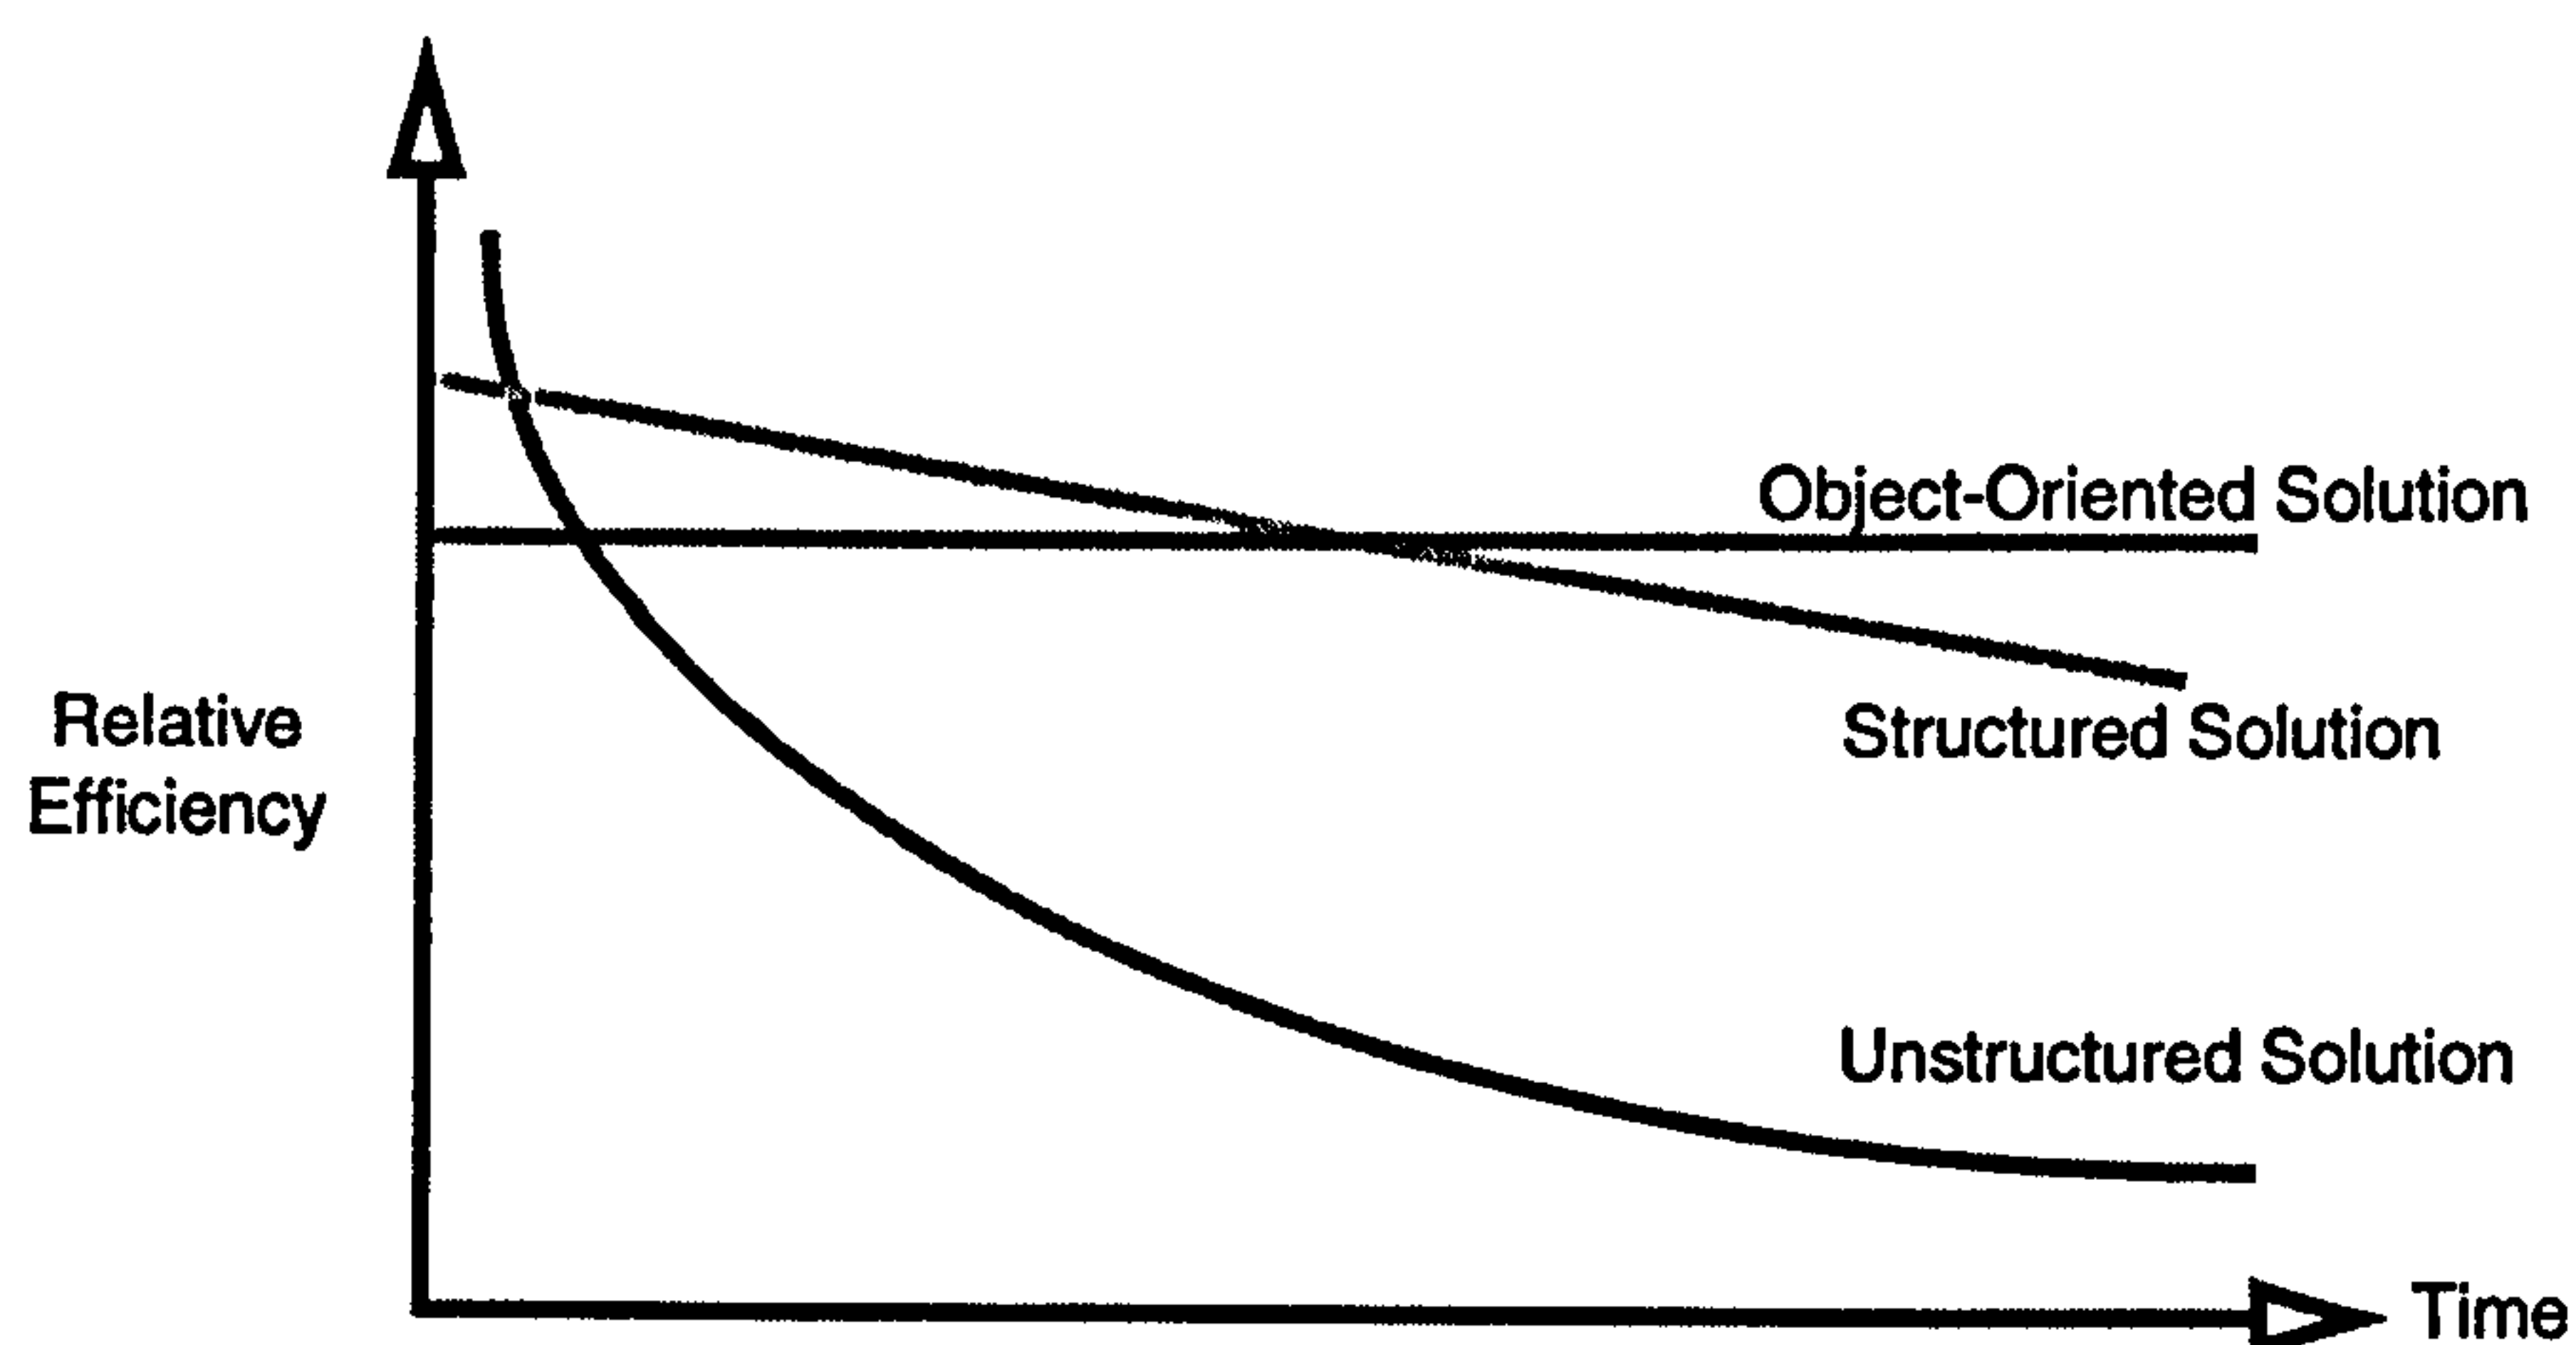 Object-Oriented Solution
Relative
Efficiency
Structured Solution
Unstructured Solution
Time